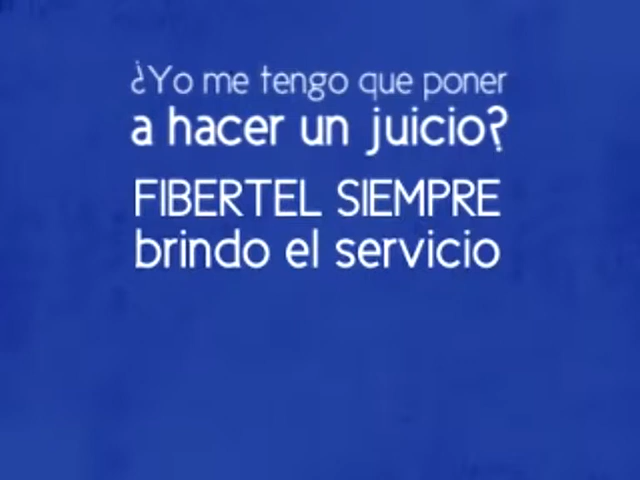 ¿Yo me tengo que poner
a hacer un juicio?
FIBERTEL SIEMPRE
brindo el servicio